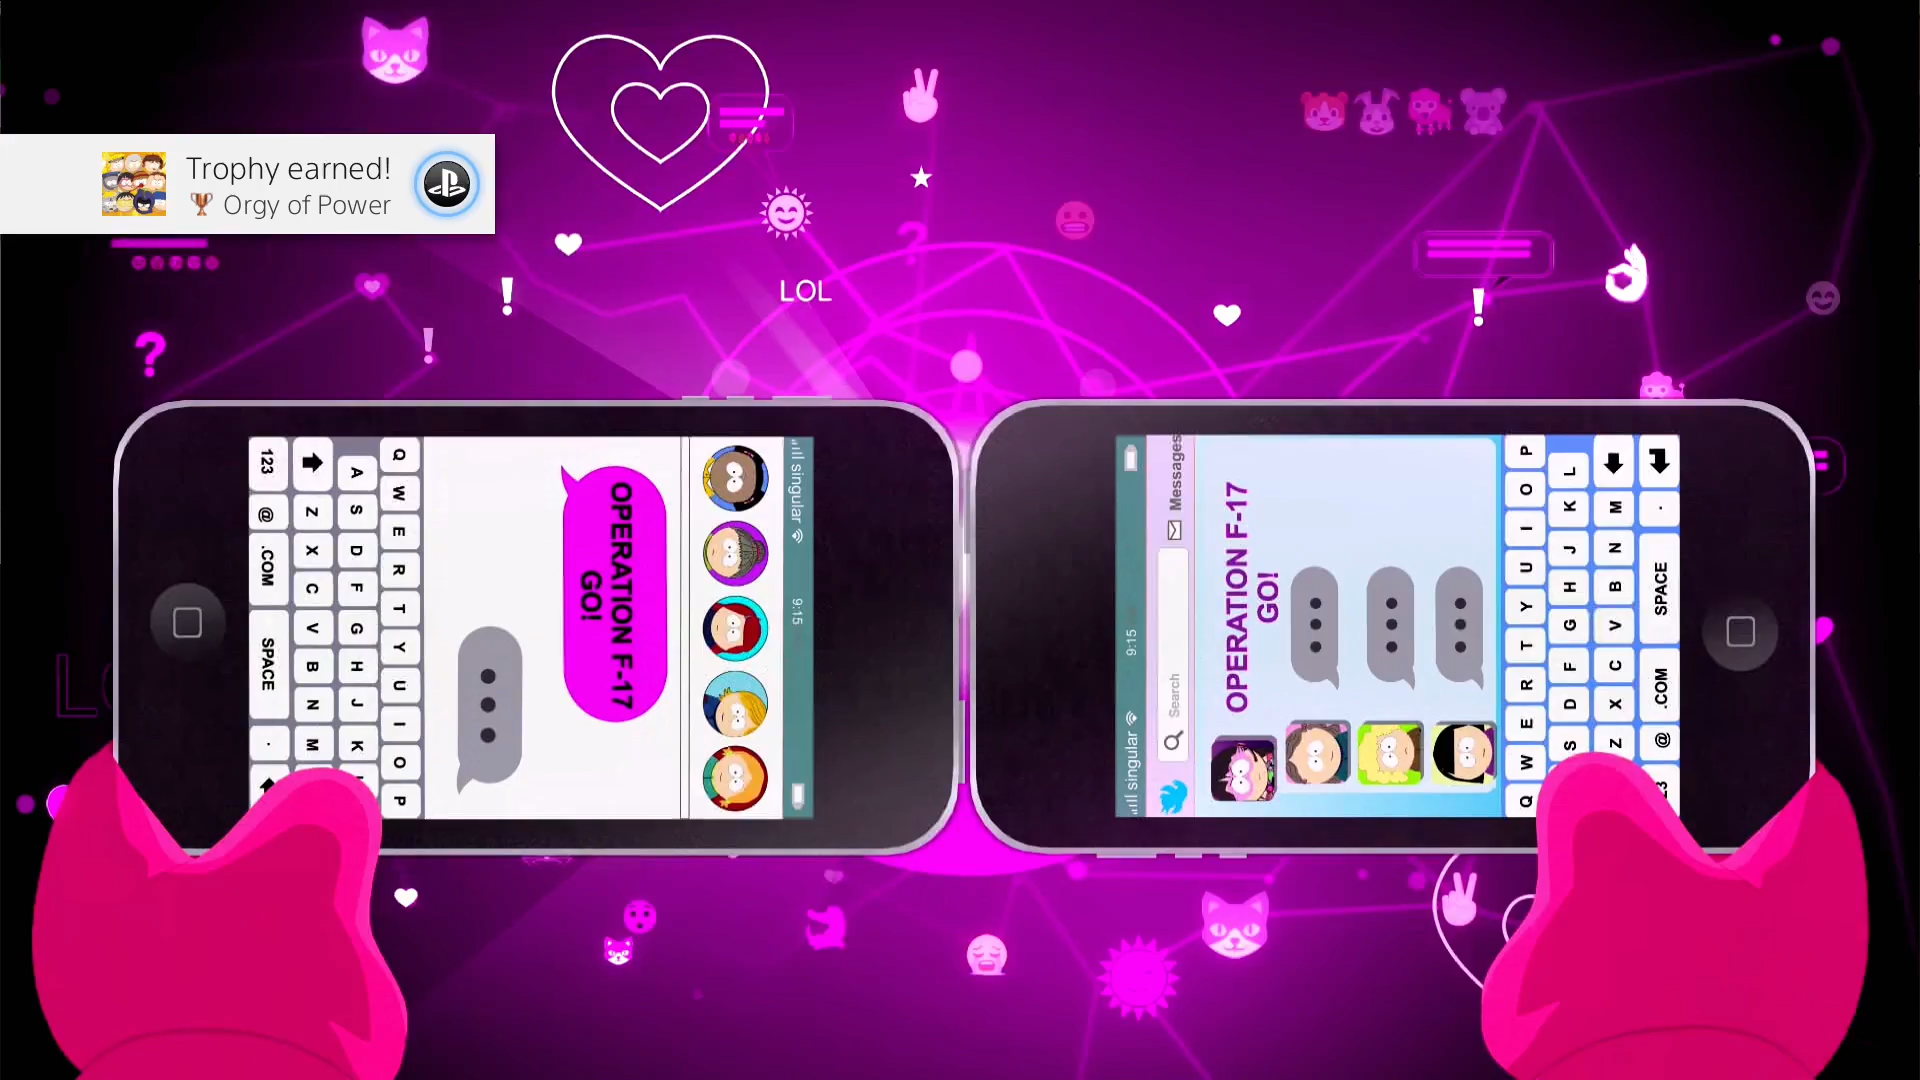 Trophy earned!
Orgy of Power
LOL
singular
9:15
OPERATION F-17
GO!
Q W E R T Y U I O P
A S D F G H J K
Z X C V B N M
123 @ .COM SPACE .
singular
9:15
Messages
Search
OPERATION F-17
GO!
Q W E R T Y U I O P
S D F G H J K L
Z X C V B N M
@ .COM SPACE .